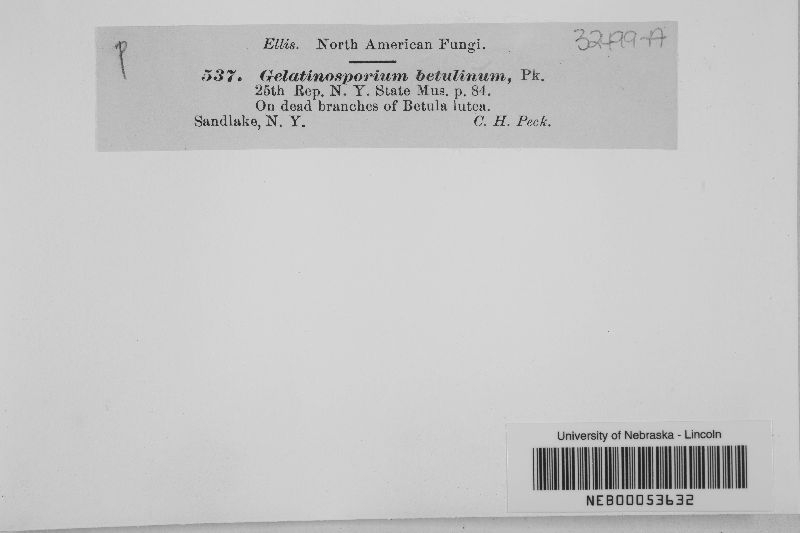 p
Ellis. North American Fungi.
32499-A
537. Gelatinosporium betulinum, Pk.
25th Rep. N. Y. State Mus. p. 84.
On dead branches of Betula lutea.
Sandlake, N. Y. C. H. Peck.
University of Nebraska - Lincoln
NEB00053632